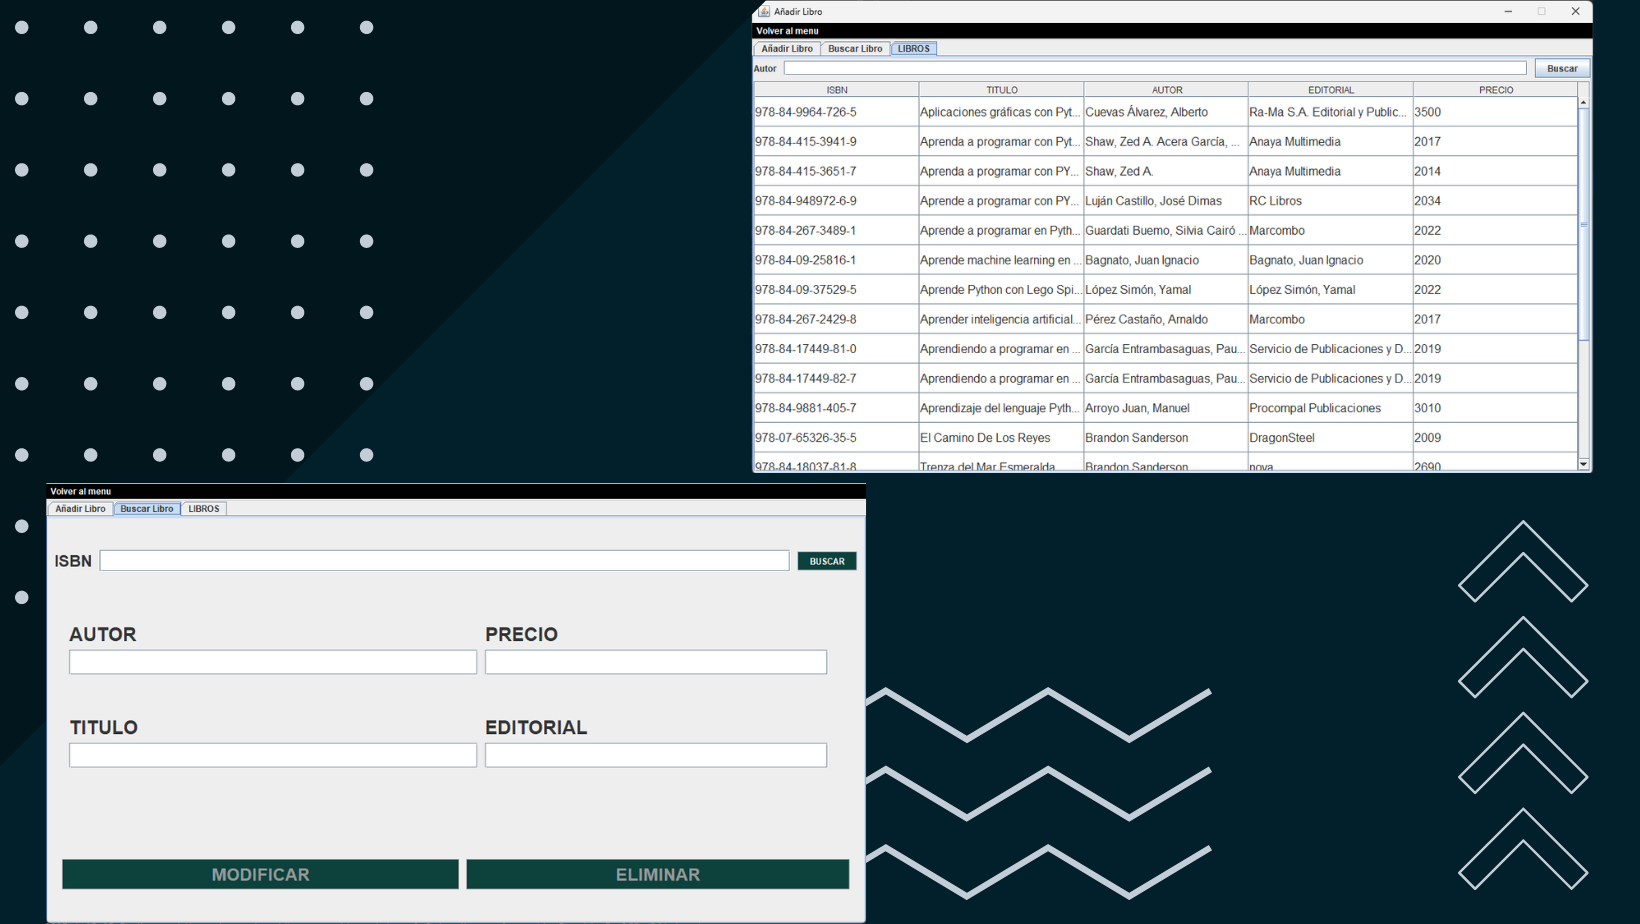 Añadir Libro
Volver al menu
Añadir Libro Buscar Libro LIBROS
Autor Buscar
ISBN TITULO AUTOR EDITORIAL PRECIO
978-84-9964-726-5 Aplicaciones gráficas con Pyt... Cuevas Álvarez, Alberto Ra-Ma S.A. Editorial y Public... 3500
978-84-415-3941-9 Aprenda a programar con Pyt... Shaw, Zed A. Acera García, ... Anaya Multimedia 2017
978-84-415-3651-7 Aprenda a programar con PY... Shaw, Zed A. Anaya Multimedia 2014
978-84-948972-6-9 Aprende a programar con PY... Luján Castillo, José Dimas RC Libros 2034
978-84-267-3489-1 Aprende a programar en Pyth... Guardati Buemo, Silvia Cairó ... Marcombo 2022
978-84-09-25816-1 Aprende machine learning en ... Bagnato, Juan Ignacio Bagnato, Juan Ignacio 2020
978-84-09-37529-5 Aprende Python con Lego Spi... López Simón, Yamal López Simón, Yamal 2022
978-84-267-2429-8 Aprender inteligencia artificial... Pérez Castaño, Arnaldo Marcombo 2017
978-84-17449-81-0 Aprendiendo a programar en ... García Entrambasaguas, Pau... Servicio de Publicaciones y D... 2019
978-84-17449-82-7 Aprendiendo a programar en ... García Entrambasaguas, Pau... Servicio de Publicaciones y D... 2019
978-84-9881-405-7 Aprendizaje del lenguaje Pyth... Arroyo Juan, Manuel Procompal Publicaciones 3010
978-07-65326-35-5 El Camino De Los Reyes Brandon Sanderson DragonSteel 2009
978-84-18037-81-8 Trenza del Mar Esmeralda Brandon Sanderson nova 2690
Volver al menu
Añadir Libro Buscar Libro LIBROS
ISBN BUSCAR
AUTOR PRECIO
TITULO EDITORIAL
MODIFICAR ELIMINAR